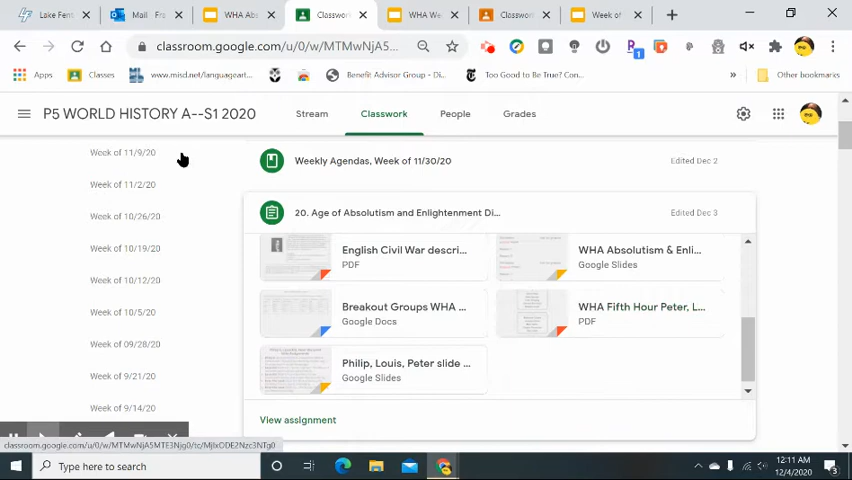 Lake Fent
Mail - Fra
WHA Abs
Classwo
WHA We
Classwo
Week of
classroom.google.com/u/0/w/MTMwNjA5...
Apps
Classes
www.misd.net/languageart...
Benefit Advisor Group - Di...
Too Good to Be True? Con...
»
Other bookmarks
P5 WORLD HISTORY A--S1 2020
Stream
Classwork
People
Grades
Week of 11/9/20
Week of 11/2/20
Week of 10/26/20
Week of 10/19/20
Week of 10/12/20
Week of 10/5/20
Week of 09/28/20
Week of 9/21/20
Week of 9/14/20
Weekly Agendas, Week of 11/30/20
Edited Dec 2
20. Age of Absolutism and Enlightenment Di...
Edited Dec 3
English Civil War descri...
PDF
WHA Absolutism & Enli...
Google Slides
Breakout Groups WHA ...
Google Docs
WHA Fifth Hour Peter, L...
PDF
Philip, Louis, Peter slide ...
Google Slides
View assignment
Type here to search
12:11 AM
12/4/2020
3